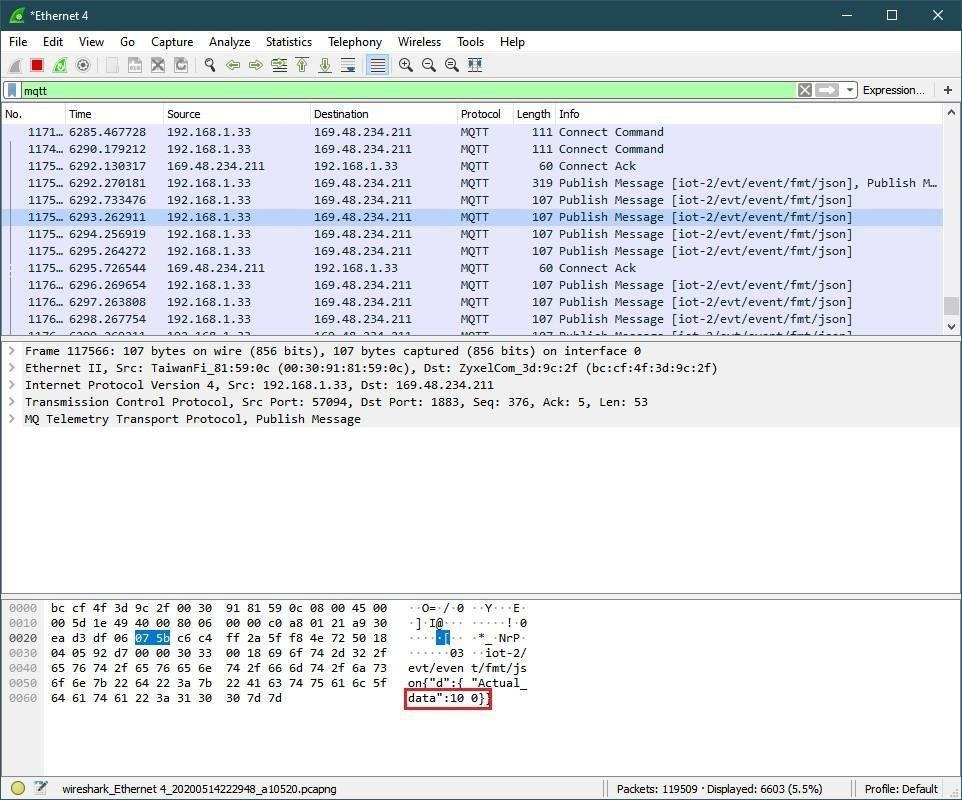 *Ethernet 4
File Edit View Go Capture Analyze Statistics Telephony Wireless Tools Help
mqtt Expression... +
No. Time Source Destination Protocol Length Info
1171… 6285.467728 192.168.1.33 169.48.234.211 MQTT 111 Connect Command
1174… 6290.179212 192.168.1.33 169.48.234.211 MQTT 111 Connect Command
1175… 6292.130317 169.48.234.211 192.168.1.33 MQTT 60 Connect Ack
1175… 6292.270181 192.168.1.33 169.48.234.211 MQTT 319 Publish Message [iot-2/evt/event/fmt/json], Publish M…
1175… 6292.733476 192.168.1.33 169.48.234.211 MQTT 107 Publish Message [iot-2/evt/event/fmt/json]
1175… 6293.262911 192.168.1.33 169.48.234.211 MQTT 107 Publish Message [iot-2/evt/event/fmt/json]
1175… 6294.256919 192.168.1.33 169.48.234.211 MQTT 107 Publish Message [iot-2/evt/event/fmt/json]
1175… 6295.264272 192.168.1.33 169.48.234.211 MQTT 107 Publish Message [iot-2/evt/event/fmt/json]
1175… 6295.726544 169.48.234.211 192.168.1.33 MQTT 60 Connect Ack
1176… 6296.269654 192.168.1.33 169.48.234.211 MQTT 107 Publish Message [iot-2/evt/event/fmt/json]
1176… 6297.263808 192.168.1.33 169.48.234.211 MQTT 107 Publish Message [iot-2/evt/event/fmt/json]
1176… 6298.267754 192.168.1.33 169.48.234.211 MQTT 107 Publish Message [iot-2/evt/event/fmt/json]
Frame 117566: 107 bytes on wire (856 bits), 107 bytes captured (856 bits) on interface 0
Ethernet II, Src: TaiwanFi_81:59:0c (00:30:91:81:59:0c), Dst: ZyxelCom_3d:9c:2f (bc:cf:4f:3d:9c:2f)
Internet Protocol Version 4, Src: 192.168.1.33, Dst: 169.48.234.211
Transmission Control Protocol, Src Port: 57094, Dst Port: 1883, Seq: 376, Ack: 5, Len: 53
MQ Telemetry Transport Protocol, Publish Message
0000 bc cf 4f 3d 9c 2f 00 30 91 81 59 0c 08 00 45 00 ··O=·/·0 ··Y···E·
0010 00 5d 1e 49 40 00 80 06 00 00 c0 a8 01 21 a9 30 ·]·I@··· ·····!·0
0020 ea d3 df 06 07 5b c6 c4 ff 2a 5f f8 4e 72 50 18 ·····[·· ·*_·NrP·
0030 04 05 92 d7 00 00 30 33 00 18 69 6f 74 2d 32 2f ······03 ··iot-2/
0040 65 76 74 2f 65 76 65 6e 74 2f 66 6d 74 2f 6a 73 evt/even t/fmt/js
0050 6f 6e 7b 22 64 22 3a 7b 22 41 63 74 75 61 6c 5f on{"d":{ "Actual_
0060 64 61 74 61 22 3a 31 30 30 7d 7d data":10 0}}
wireshark_Ethernet 4_20200514222948_a10520.pcapng Packets: 119509 · Displayed: 6603 (5.5%) Profile: Default